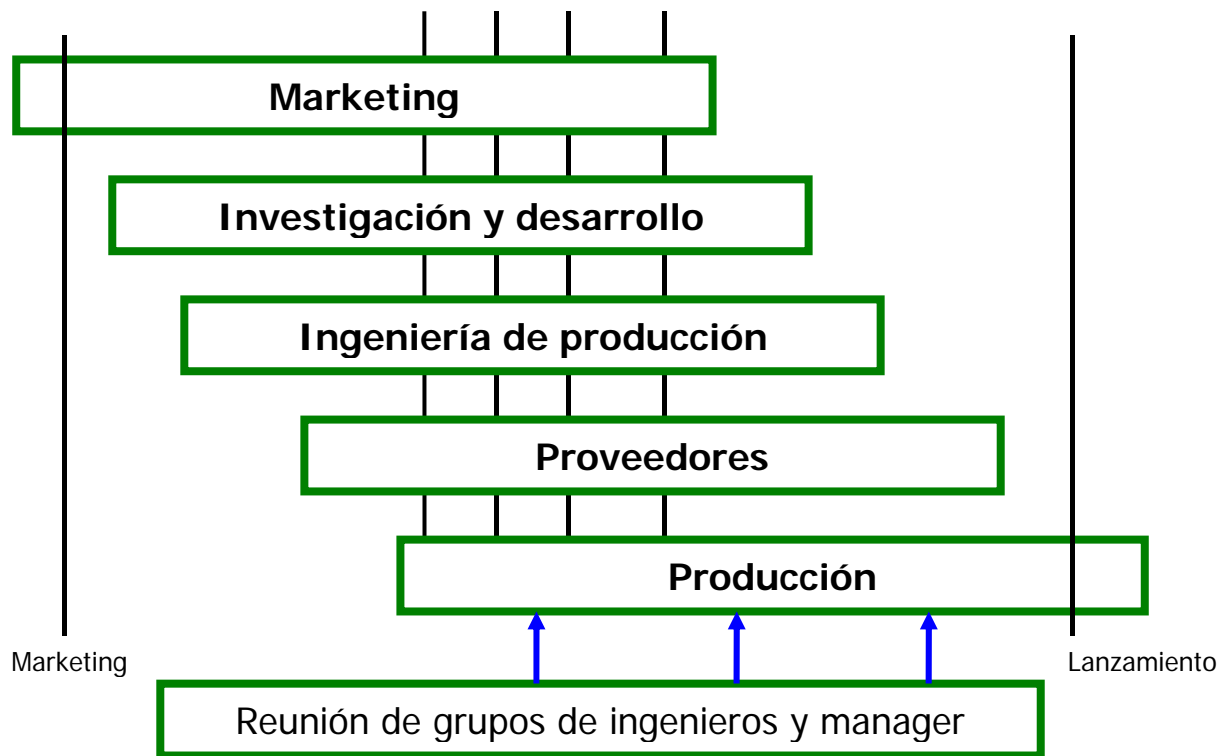 Marketing
Investigación y desarrollo
Ingeniería de producción
Proveedores
Producción
Marketing
Lanzamiento
Reunión de grupos de ingenieros y manager